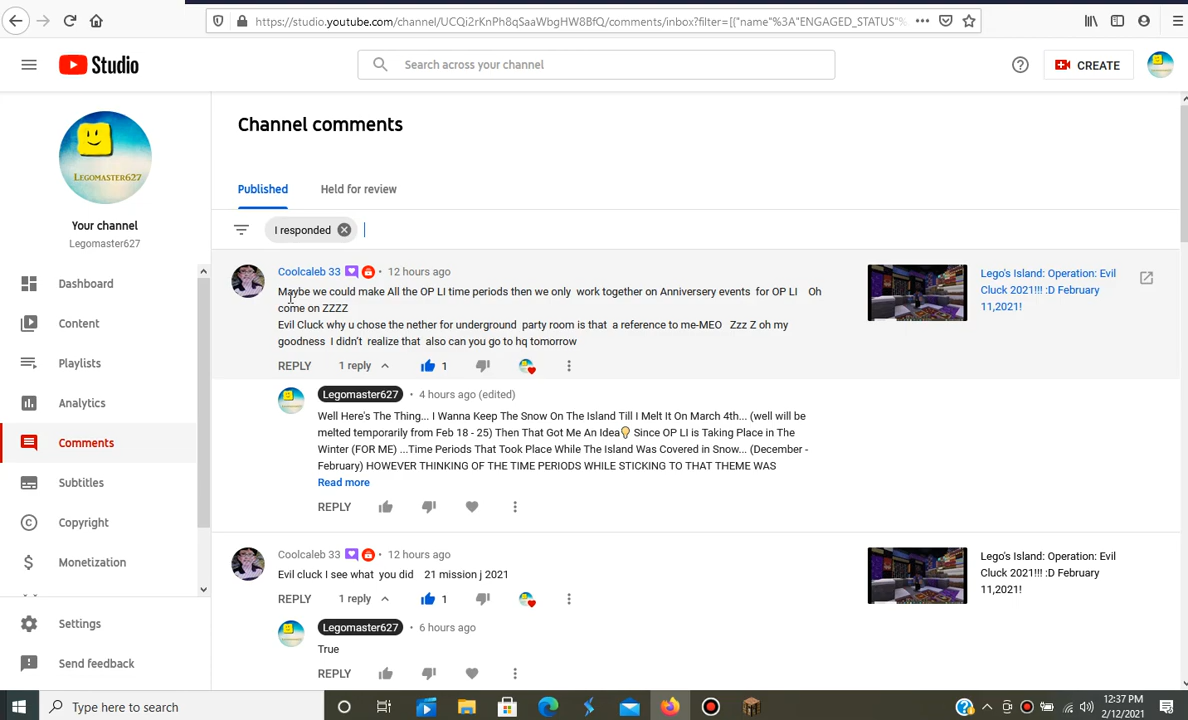 https://studio.youtube.com/channel/UCQi2rKnPh8qSaaWbgHW8BfQ/comments/inbox?filter=[{"name"%3A"ENGAGED_STATUS"%
Studio
Search across your channel
CREATE
LEGOMASTER627
Your channel
Legomaster627
Dashboard
Content
Playlists
Analytics
Comments
Subtitles
Copyright
Monetization
Settings
Send feedback
Channel comments
Published
Held for review
I responded
Coolcaleb 33 • 12 hours ago
Maybe we could make All the OP LI time periods then we only work together on Anniversery events for OP LI Oh
come on ZZZZ
Evil Cluck why u chose the nether for underground party room is that a reference to me-MEO Zzz Z oh my
goodness I didn't realize that also can you go to hq tomorrow
REPLY 1 reply 1
Lego's Island: Operation: Evil
Cluck 2021!!! :D February
11,2021!
Legomaster627 • 4 hours ago (edited)
Well Here's The Thing... I Wanna Keep The Snow On The Island Till I Melt It On March 4th... (well will be
melted temporarily from Feb 18 - 25) Then That Got Me An Idea💡 Since OP LI is Taking Place in The
Winter (FOR ME) ...Time Periods That Took Place While The Island Was Covered in Snow... (December -
February) HOWEVER THINKING OF THE TIME PERIODS WHILE STICKING TO THAT THEME WAS
Read more
REPLY
Coolcaleb 33 • 12 hours ago
Evil cluck I see what you did 21 mission j 2021
REPLY 1 reply 1
Lego's Island: Operation: Evil
Cluck 2021!!! :D February
11,2021!
Legomaster627 • 6 hours ago
True
REPLY
Type here to search
12:37 PM
2/12/2021